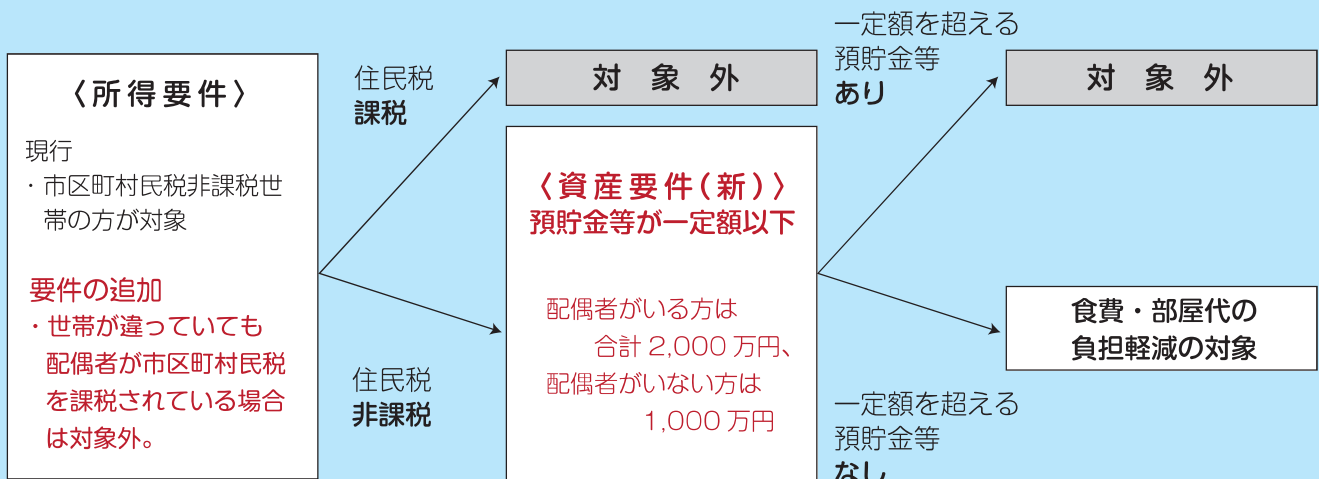 〈所得要件〉
現行
・市区町村民税非課税世
帯の方が対象
要件の追加
・世帯が違っていても
配偶者が市区町村民税
を課税されている場合
は対象外。
住民税
課税
住民税
非課税
対 象 外
〈資産要件(新)〉
預貯金等が一定額以下
配偶者がいる方は
合計 2,000 万円、
配偶者がいない方は
1,000 万円
一定額を超える
預貯金等
あり
一定額を超える
預貯金等
なし
対 象 外
食費・部屋代の
負担軽減の対象